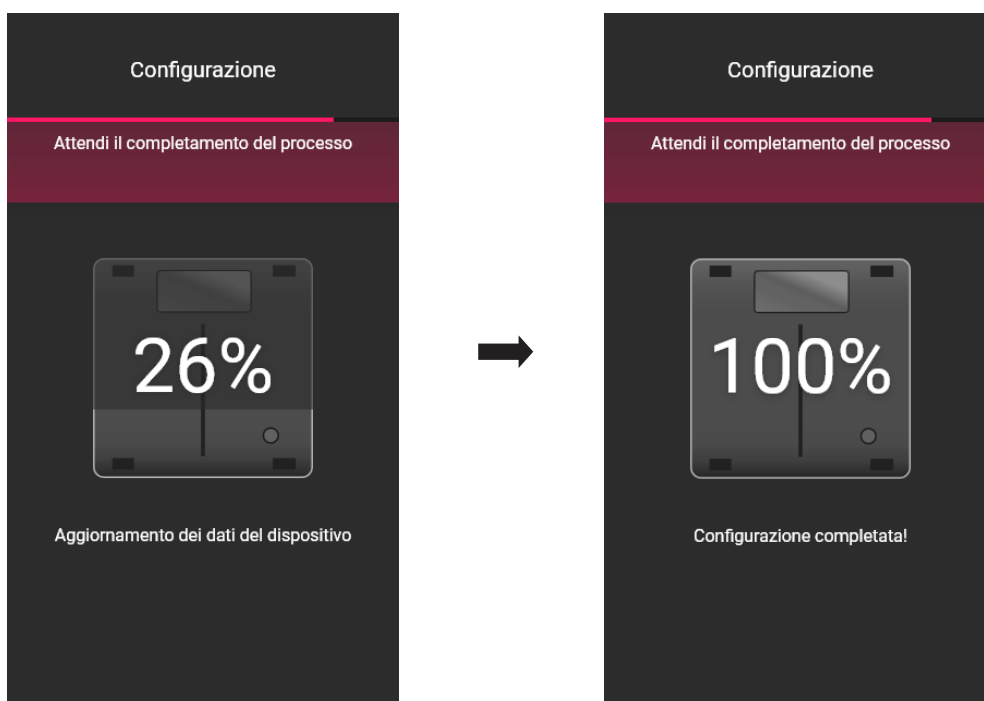 Configurazione
Attendi il completamento del processo
26%
Aggiornamento dei dati del dispositivo
Configurazione
Attendi il completamento del processo
100%
Configurazione completata!